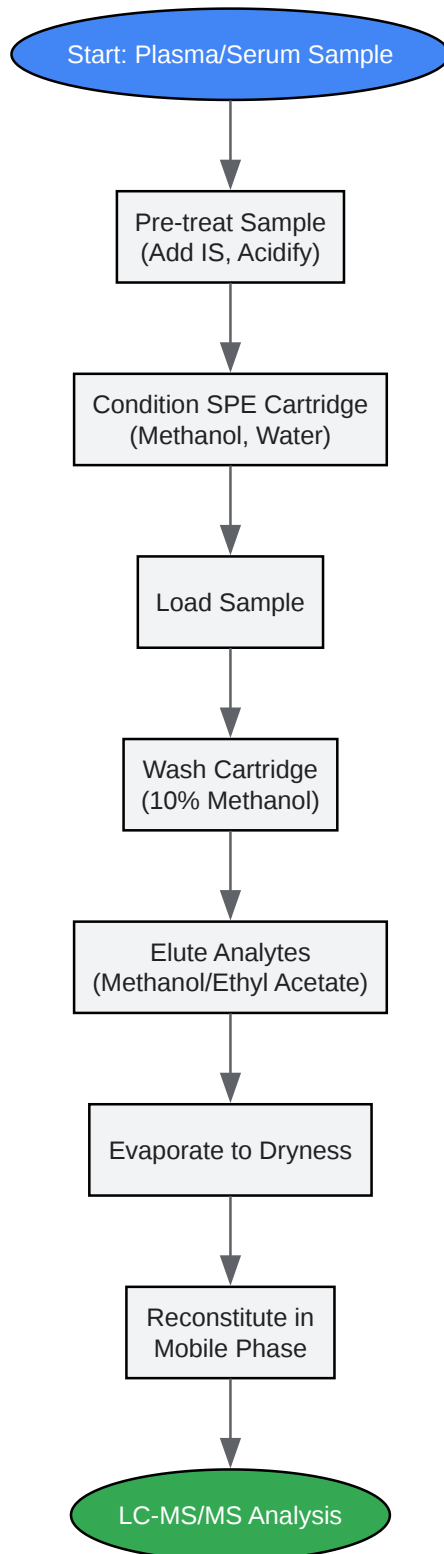 Start: Plasma/Serum Sample
Pre-treat Sample
(Add IS, Acidify)
Condition SPE Cartridge
(Methanol, Water)
Load Sample
Wash Cartridge
(10% Methanol)
Elute Analytes
(Methanol/Ethyl Acetate)
Evaporate to Dryness
Reconstitute in
Mobile Phase
LC-MS/MS Analysis